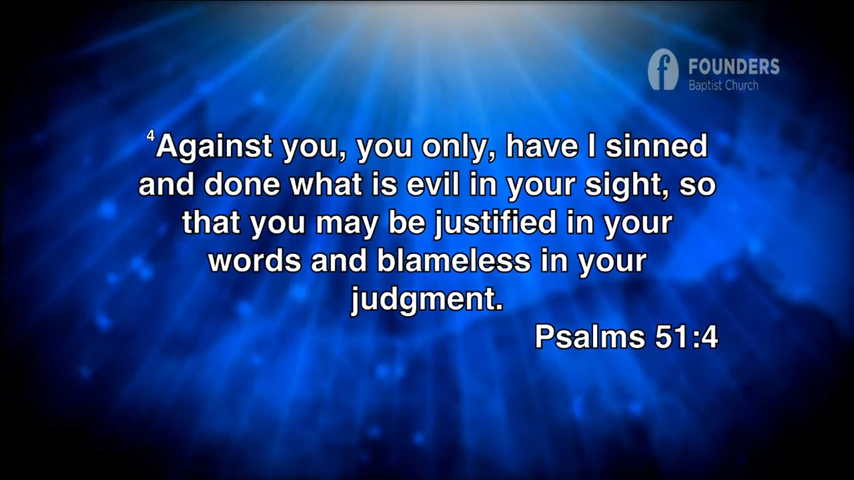 FOUNDERS
Baptist Church
4Against you, you only, have I sinned
and done what is evil in your sight, so
that you may be justified in your
words and blameless in your
judgment.
Psalms 51:4